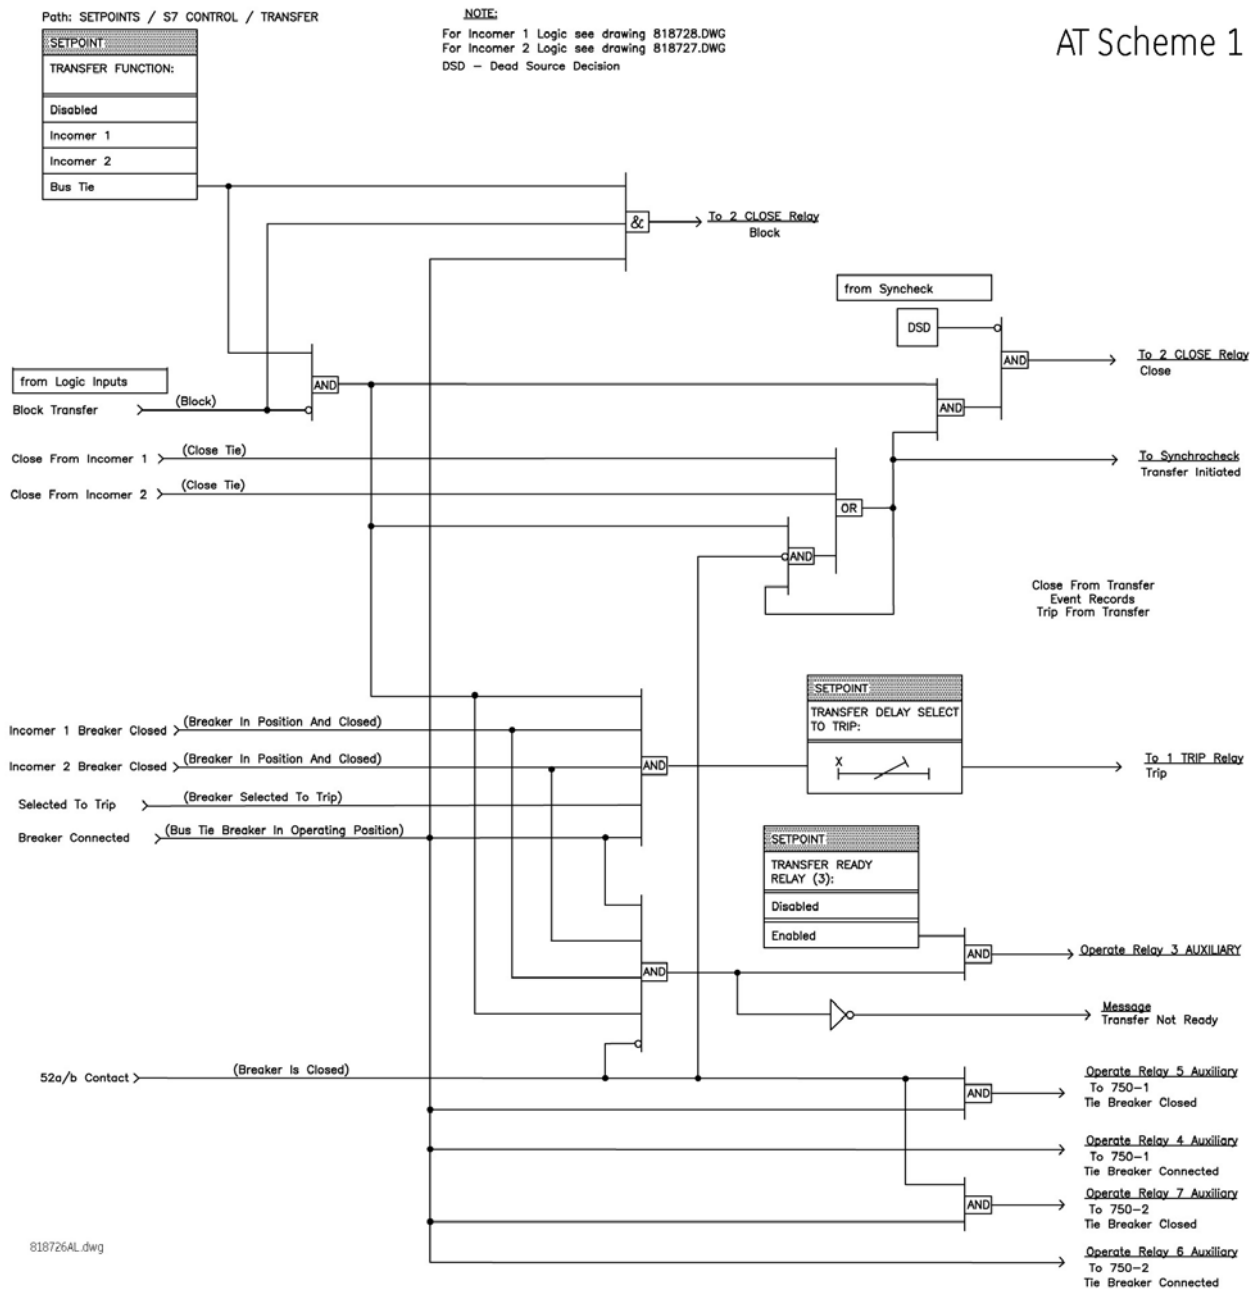 Path: SETPOINTS / S7 CONTROL / TRANSFER
NOTE:
For Incomer 1 Logic see drawing 818728.DWG
For Incomer 2 Logic see drawing 818727.DWG
DSD – Dead Source Decision
AT Scheme 1
SETPOINT
TRANSFER FUNCTION:
Disabled
Incomer 1
Incomer 2
Bus Tie
&
To 2 CLOSE Relay
Block
from Syncheck
DSD
AND
To 2 CLOSE Relay
Close
from Logic Inputs
AND
AND
Block Transfer
(Block)
Close From Incomer 1
(Close Tie)
To Synchrocheck
Transfer Initiated
Close From Incomer 2
(Close Tie)
OR
AND
Close From Transfer
Event Records
Trip From Transfer
SETPOINT
TRANSFER DELAY SELECT
TO TRIP:
X
Incomer 1 Breaker Closed
(Breaker In Position And Closed)
Incomer 2 Breaker Closed
(Breaker In Position And Closed)
AND
To 1 TRIP Relay
Trip
Selected To Trip
(Breaker Selected To Trip)
Breaker Connected
(Bus Tie Breaker In Operating Position)
SETPOINT
TRANSFER READY
RELAY (3):
Disabled
Enabled
AND
AND
Operate Relay 3 AUXILIARY
Message
Transfer Not Ready
52a/b Contact
(Breaker Is Closed)
AND
Operate Relay 5 Auxiliary
To 750–1
Tie Breaker Closed
Operate Relay 4 Auxiliary
To 750–1
Tie Breaker Connected
AND
Operate Relay 7 Auxiliary
To 750–2
Tie Breaker Closed
Operate Relay 6 Auxiliary
To 750–2
Tie Breaker Connected
818726AL.dwg